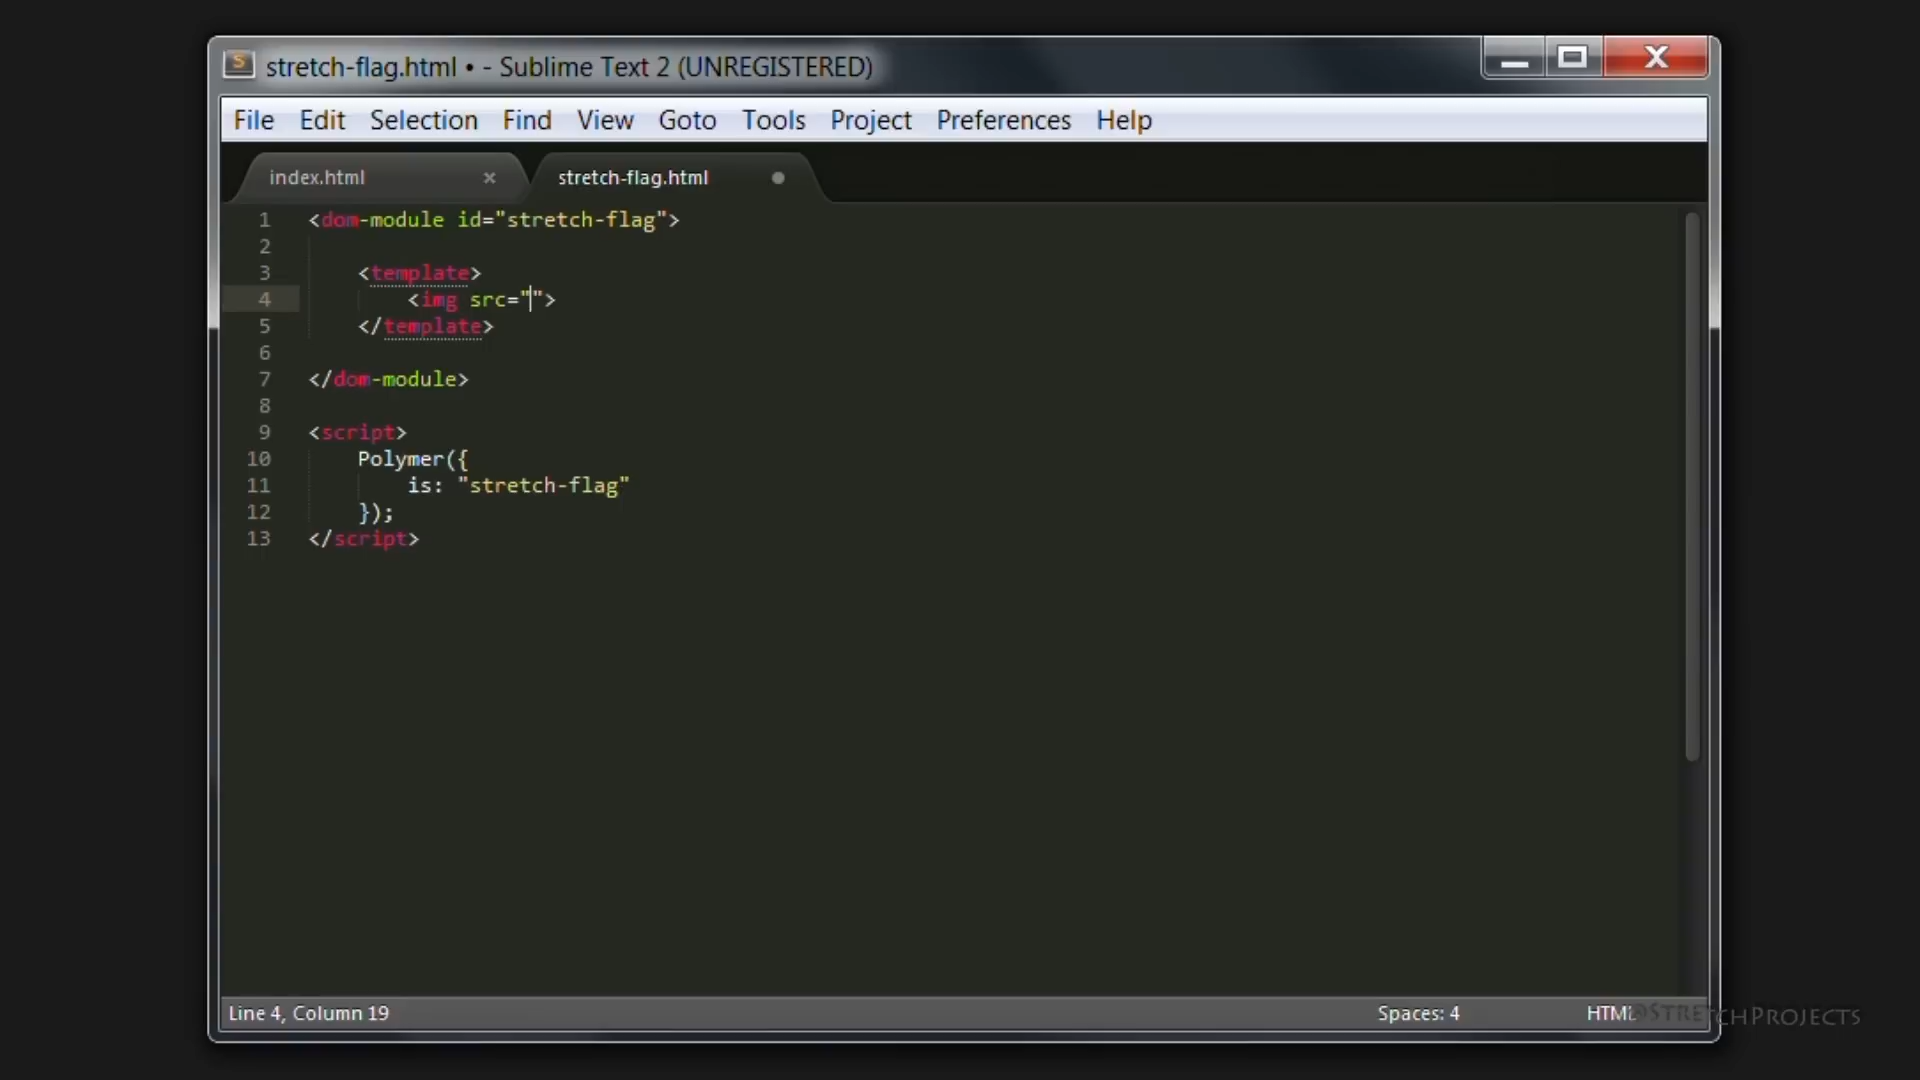 stretch-flag.html • - Sublime Text 2 (UNREGISTERED)
File Edit Selection Find View Goto Tools Project Preferences Help
index.html × stretch-flag.html
1 <dom-module id="stretch-flag">
2
3 <template>
4 <img src="">
5 </template>
6
7 </dom-module>
8
9 <script>
10 Polymer({
11 is: "stretch-flag"
12 });
13 </script>
Line 4, Column 19 Spaces: 4 HTML
@STRETCHPROJECTS